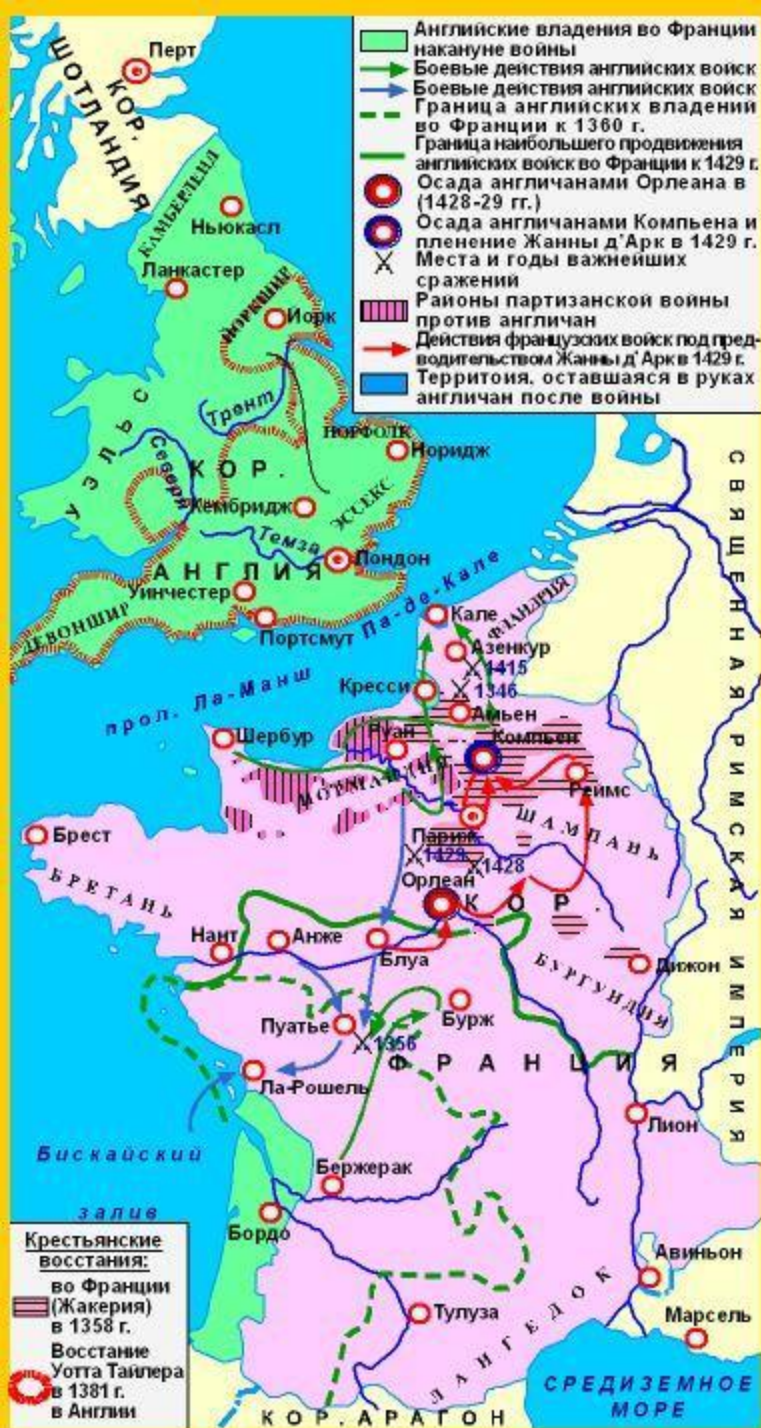 Английские владения во Франции
накануне войны
Боевые действия английских войск
Боевые действия английских войск
Граница английских владений
во Франции к 1360 г.
Граница наибольшего продвижения
английских войск во Франции к 1429 г.
Осада англичанами Орлеана в
(1428-29 гг.)
Осада англичанами Компьена и
пленение Жанны д'Арк в 1429 г.
Места и годы важнейших
сражений
Районы партизанской войны
против англичан
Действия французских войск под пред-
водительством Жанны д'Арк в 1429 г.
Территоия. оставшаяся в руках
англичан после войны
Перт
КОР.
ШОТЛАНДИЯ
КАМБЕРЛЕНД
Ньюкасл
Ланкастер
ЙОРКШИР
Йорк
Трент
УЭЛЬС
Северн
НОРФОЛК
Норидж
КОР.
Кембридж
ЭССЕКС
Темза
Лондон
АНГЛИЯ
Уинчестер
ДЕВОНШИР
Портсмут
Па-де-Кале
прол. Ла-Манш
СВЯЩЕННАЯ РИМСКАЯ ИМПЕРИЯ
Кале
ФЛАНДРИЯ
Азенкур
1415
Кресси
1346
Амьен
Шербур
Руан
Компьен
НОРМАНДИЯ
Реймс
ШАМПАНЬ
Брест
Париж
1429
1428
БРЕТАНЬ
Орлеан
КОР.
Нант
Анже
Блуа
БУРГУНДИЯ
Дижон
Бурж
Пуатье
1356
ФРАНЦИЯ
Ла-Рошель
Лион
Бискайский
залив
Бержерак
Бордо
Авиньон
Тулуза
ЛАНГЕДОК
Марсель
СРЕДИЗЕМНОЕ
МОРЕ
КОР. АРАГОН
Крестьянские
восстания:
во Франции
(Жакерия)
в 1358 г.
Восстание
Уотта Тайлера
в 1381 г.
в Англии